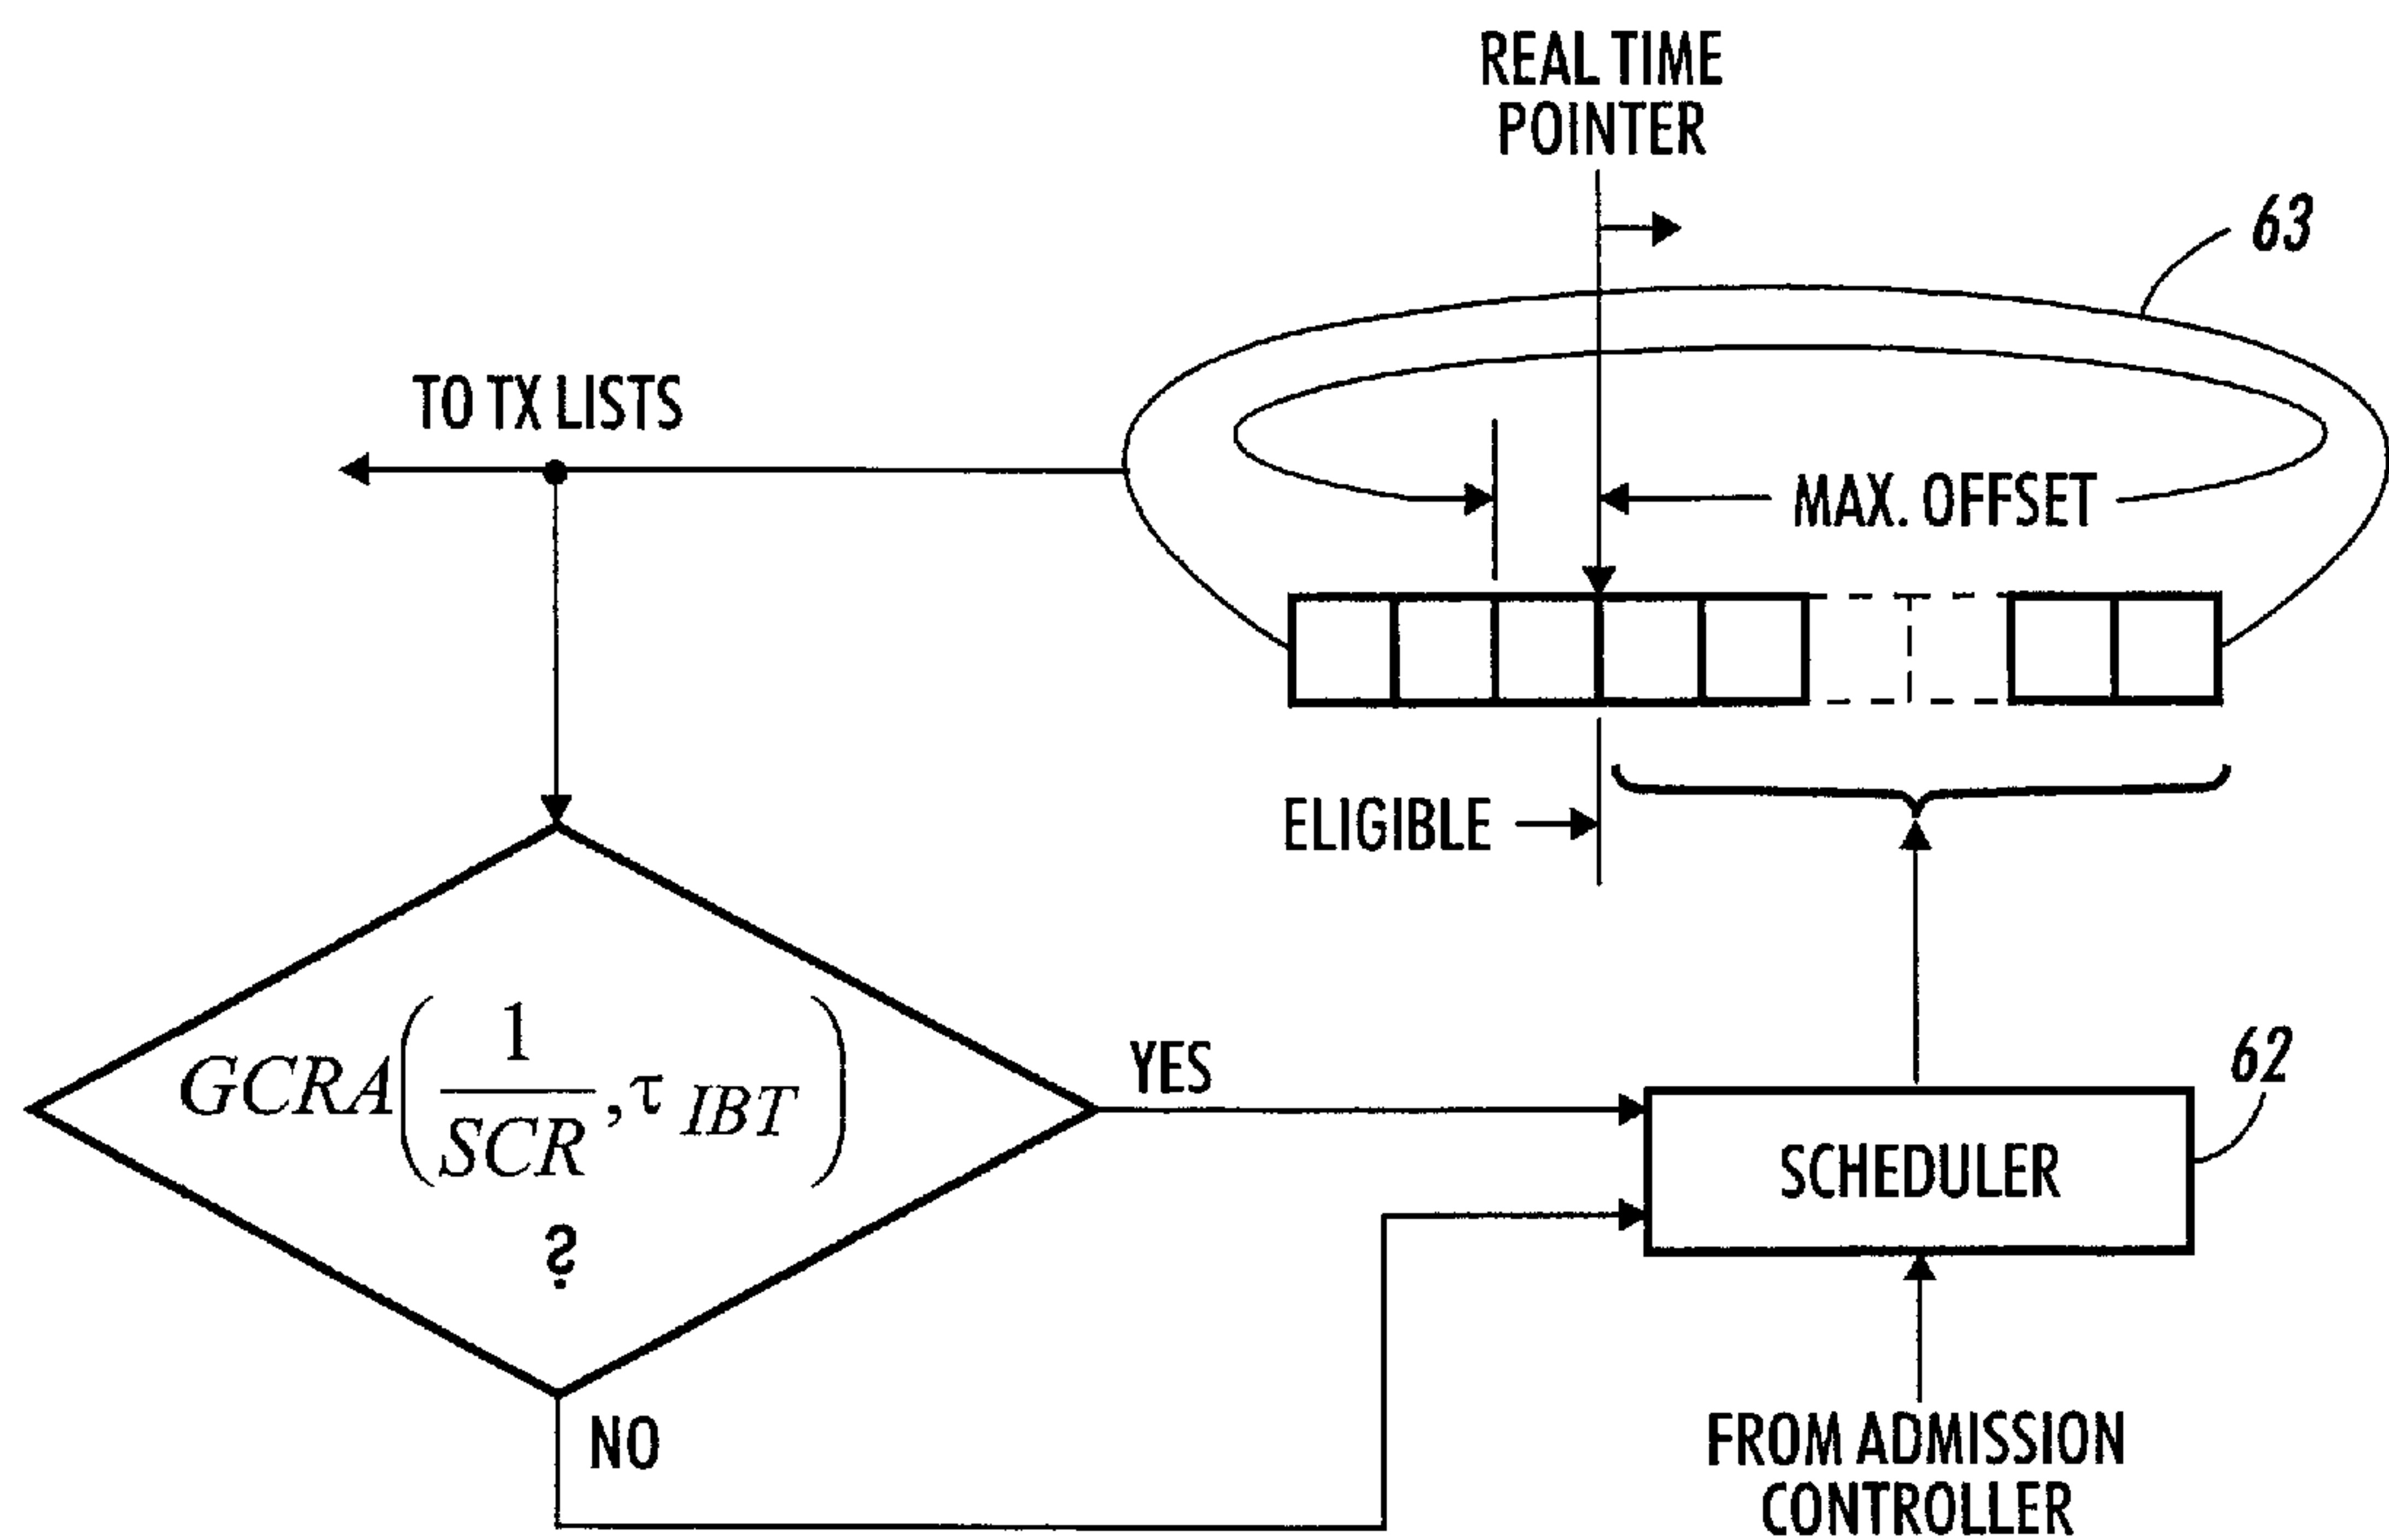 REAL TIME
POINTER
63
TO TX LISTS
MAX. OFFSET
ELIGIBLE
GCRA(1/SCR, τ IBT)
?
YES
62
SCHEDULER
NO
FROM ADMISSION
CONTROLLER